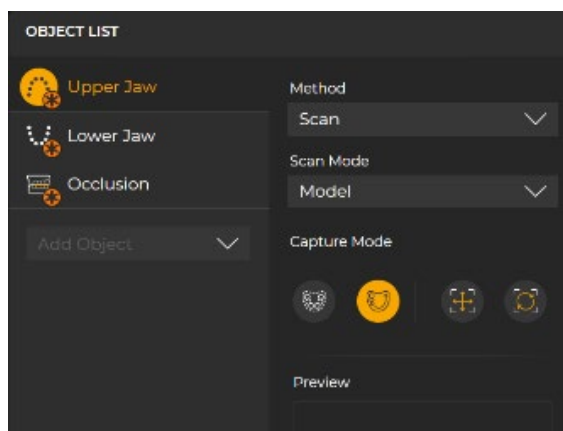 OBJECT LIST
Upper Jaw
Lower Jaw
Occlusion
Add Object
Method
Scan
Scan Mode
Model
Capture Mode
Preview